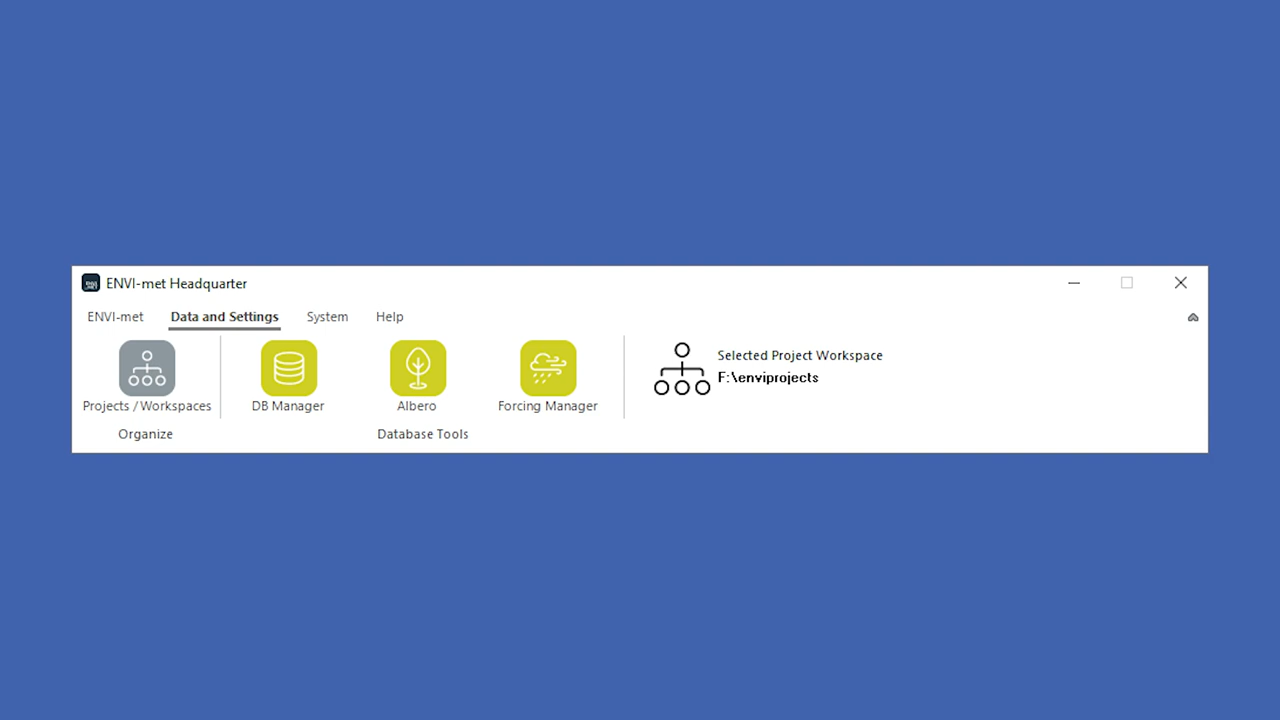 ENVI-met Headquarter
ENVI-met Data and Settings System Help
Projects / Workspaces DB Manager Albero Forcing Manager
Organize Database Tools
Selected Project Workspace
F:\enviprojects